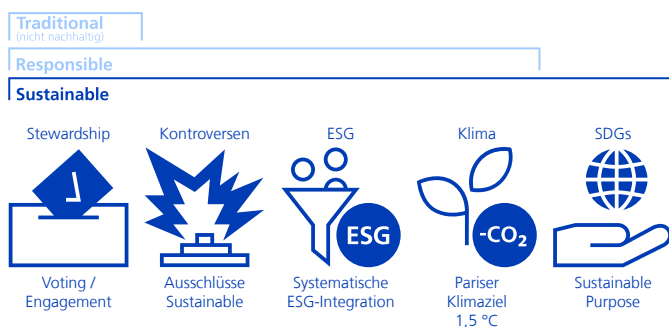 Traditional
(nicht nachhaltig)
Responsible
Sustainable
Stewardship
Kontroversen
ESG
Klima
SDGs
ESG
-CO₂
Voting /
Engagement
Ausschlüsse
Sustainable
Systematische
ESG-Integration
Pariser
Klimaziel
1,5 °C
Sustainable
Purpose